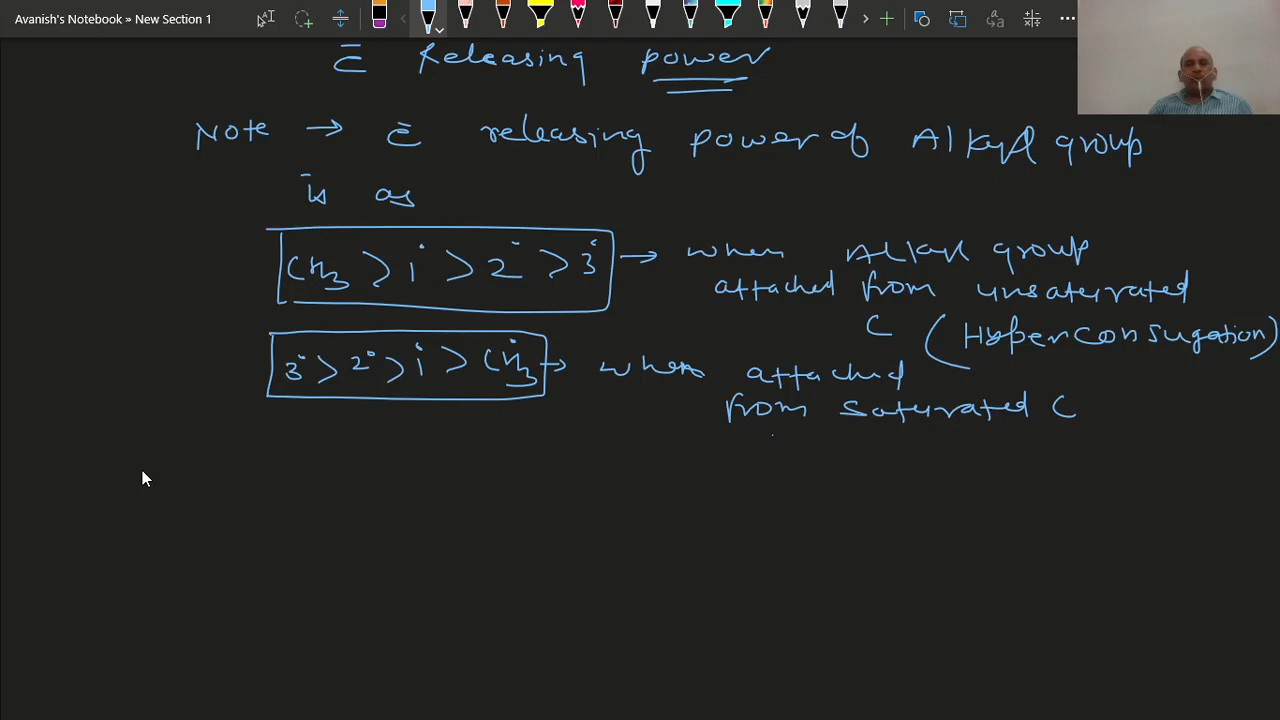 Avanish's Notebook » New Section 1
ē Releasing power
Note → ē releasing power of Alkyl group
is as
CH3 > 1° > 2° > 3° → when Alkyl group
attached from unsaturated
C (Hyperconjugation)
3° > 2° > 1° > CH3 → when attached
from saturated C